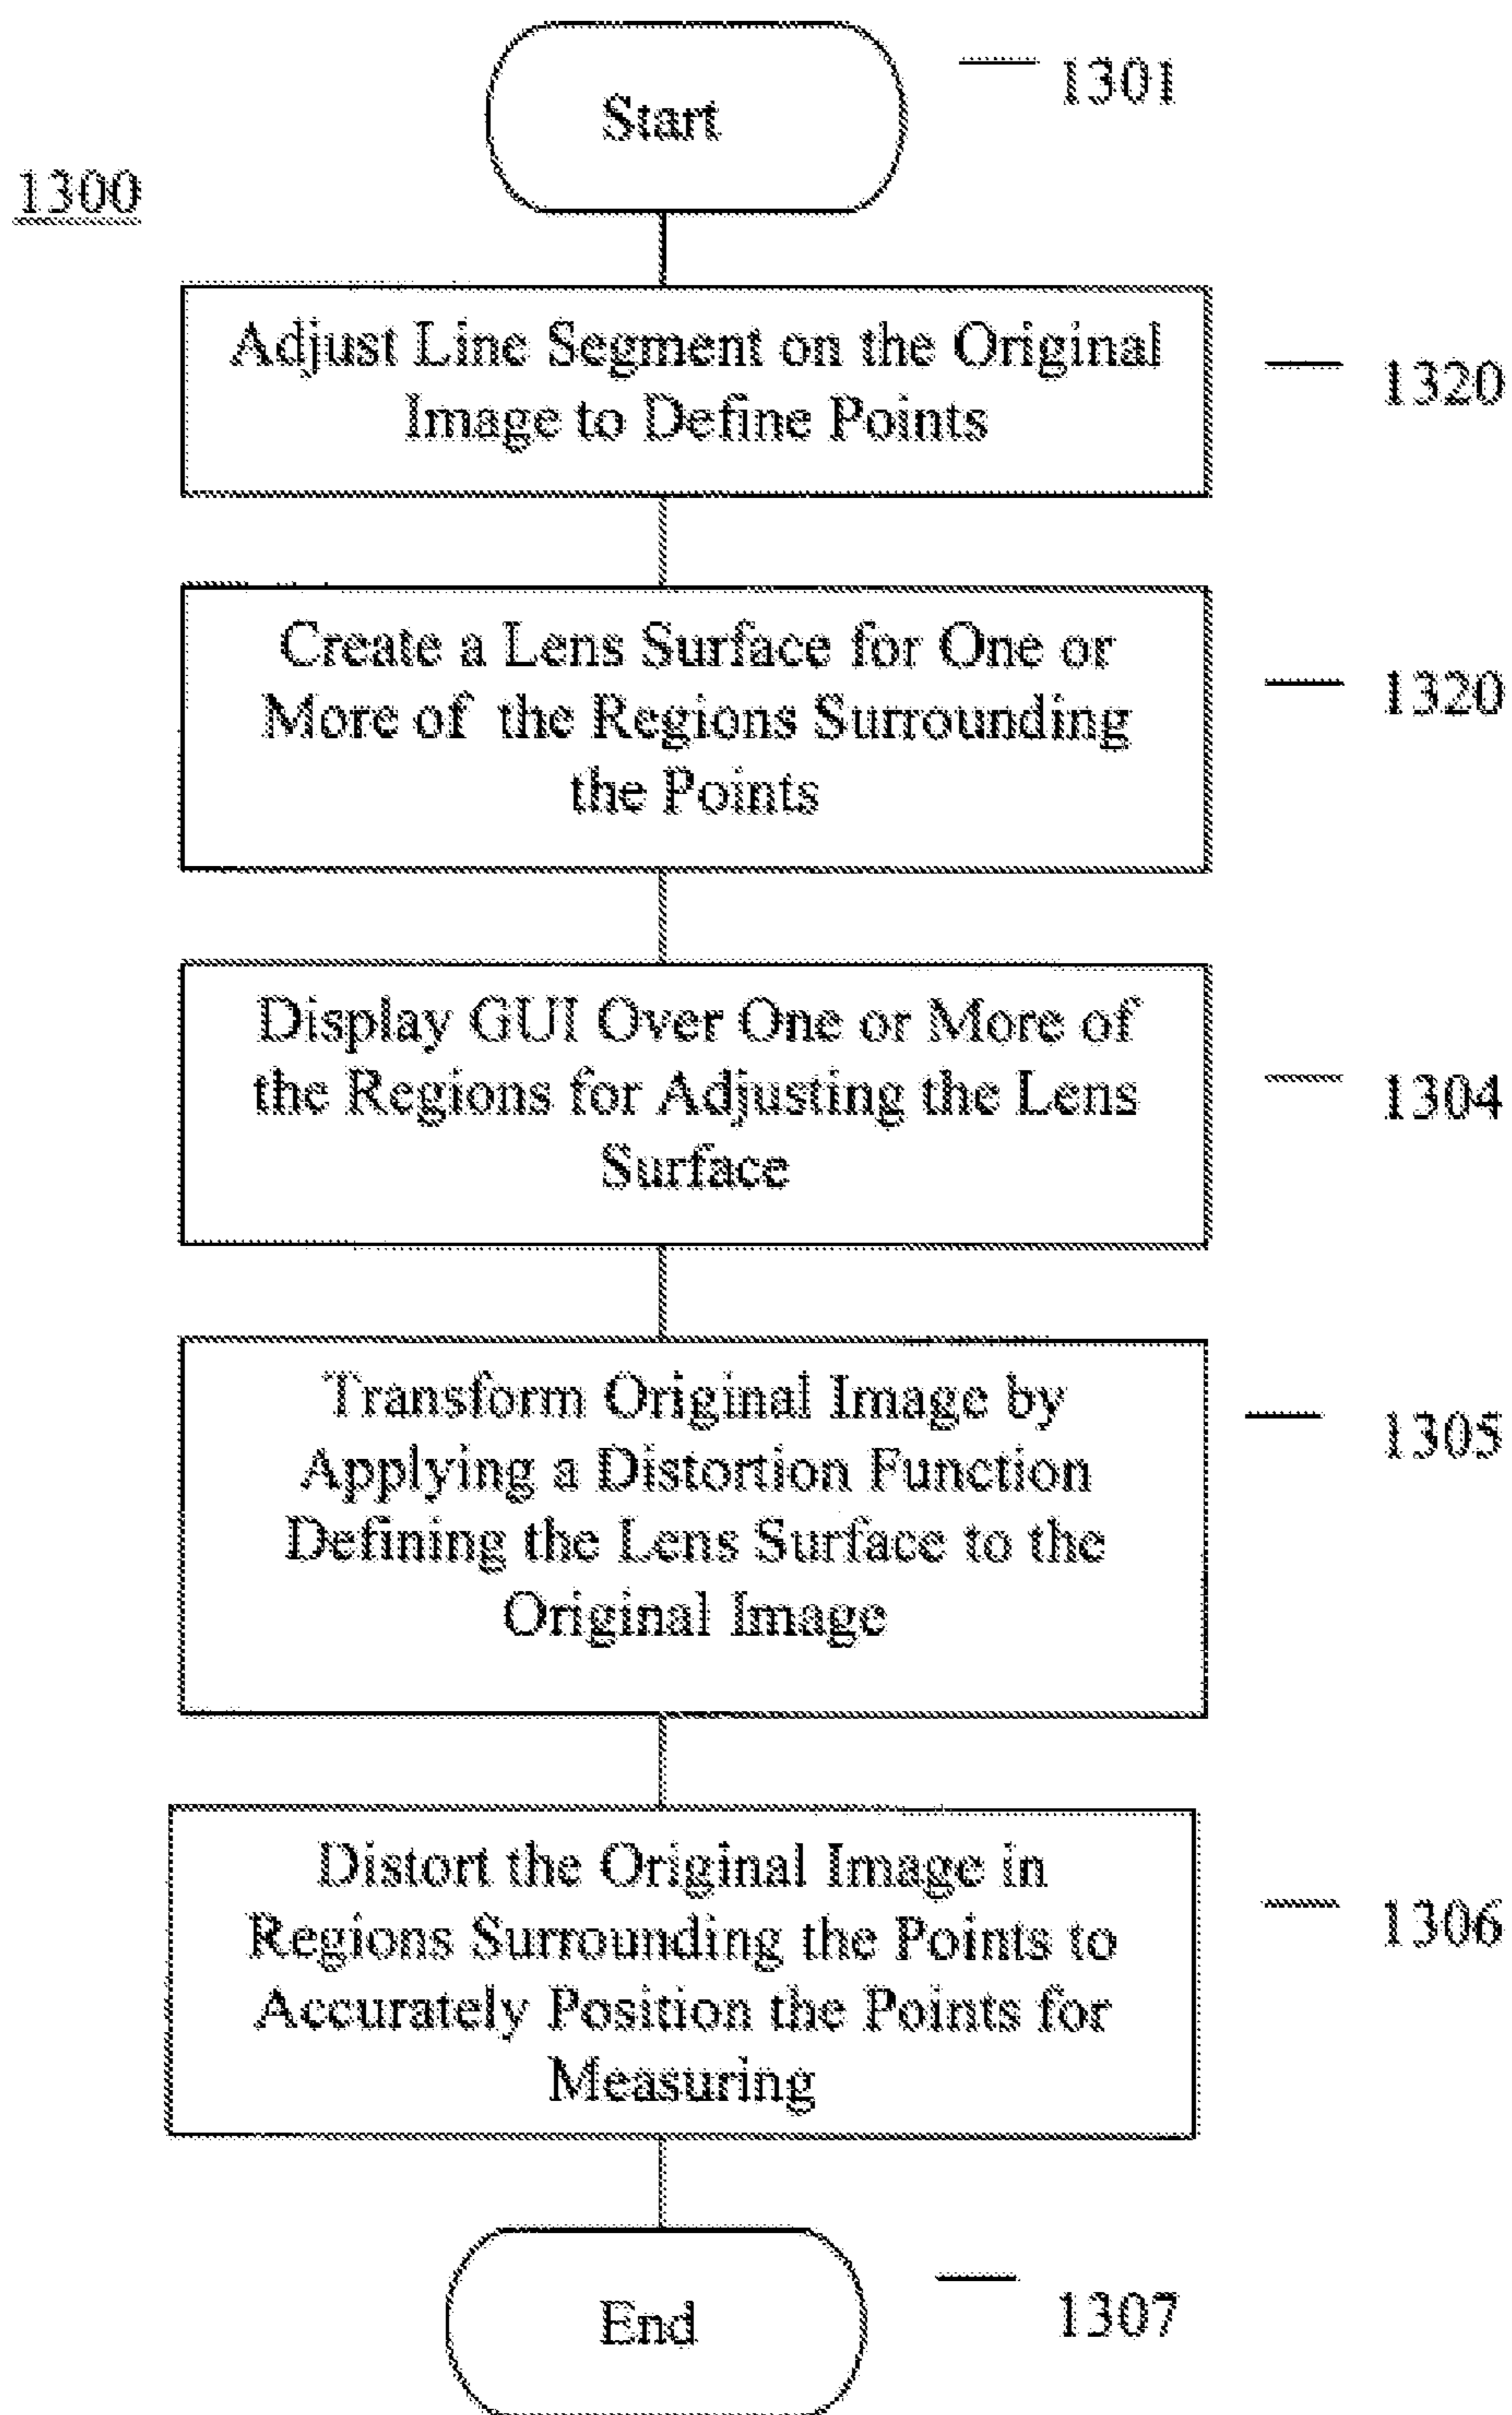 Start
1301
1300
Adjust Line Segment on the Original
Image to Define Points
1320
Create a Lens Surface for One or
More of the Regions Surrounding
the Points
1320
Display GUI Over One or More of
the Regions for Adjusting the Lens
Surface
1304
Transform Original Image by
Applying a Distortion Function
Defining the Lens Surface to the
Original Image
1305
Distort the Original Image in
Regions Surrounding the Points to
Accurately Position the Points for
Measuring
1306
End
1307